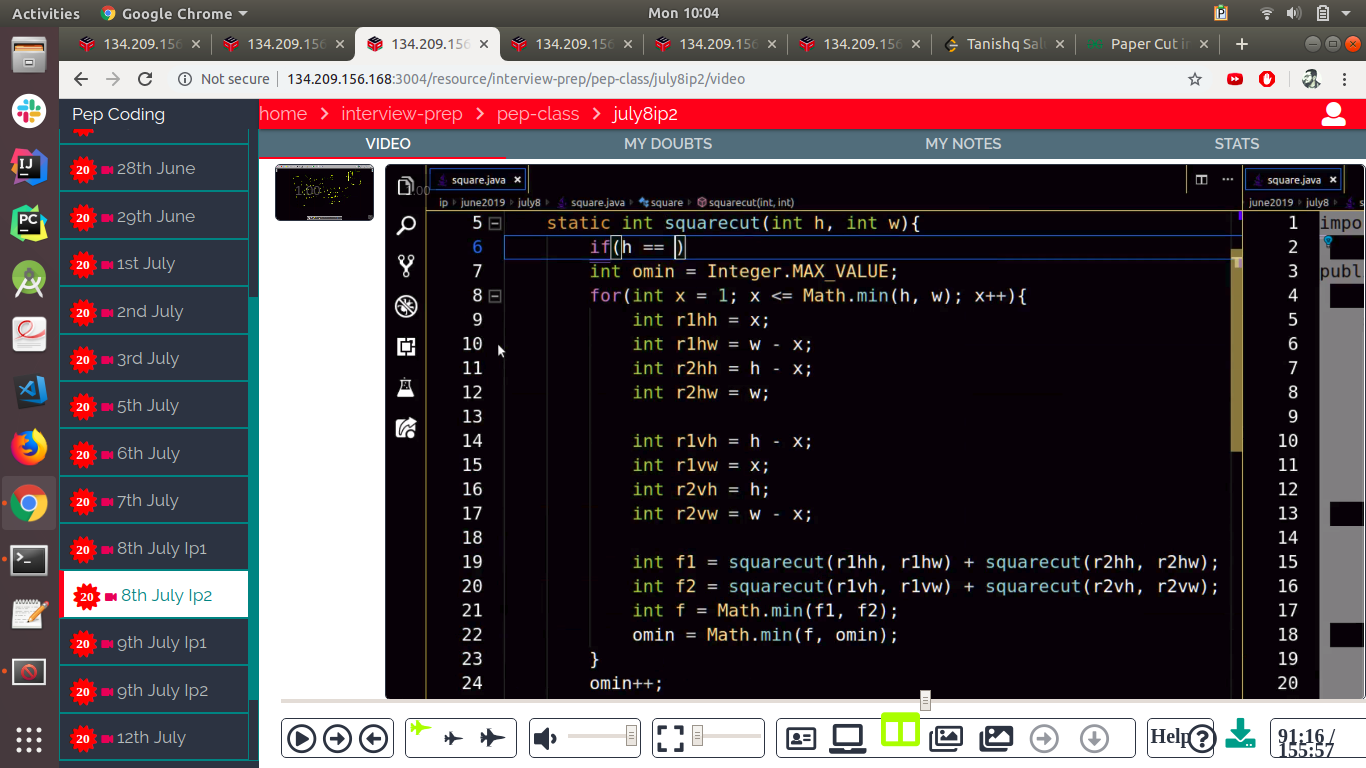 Activities Google Chrome Mon 10:04
134.209.156 134.209.156 134.209.156 134.209.156 134.209.156 134.209.156 Tanishq Sal Paper Cut in
Not secure 134.209.156.168:3004/resource/interview-prep/pep-class/july8ip2/video
Pep Coding
home interview-prep pep-class july8ip2
VIDEO MY DOUBTS MY NOTES STATS
20 28th June
20 29th June
20 1st July
20 2nd July
20 3rd July
20 5th July
20 6th July
20 7th July
20 8th July Ip1
20 8th July Ip2
20 9th July Ip1
20 9th July Ip2
20 12th July
square.java
ip june2019 july8 square.java square squarecut(int, int)
5 static int squarecut(int h, int w){
6 if(h == )
7 int omin = Integer.MAX_VALUE;
8 for(int x = 1; x <= Math.min(h, w); x++){
9 int r1hh = x;
10 int r1hw = w - x;
11 int r2hh = h - x;
12 int r2hw = w;
13
14 int r1vh = h - x;
15 int r1vw = x;
16 int r2vh = h;
17 int r2vw = w - x;
18
19 int f1 = squarecut(r1hh, r1hw) + squarecut(r2hh, r2hw);
20 int f2 = squarecut(r1vh, r1vw) + squarecut(r2vh, r2vw);
21 int f = Math.min(f1, f2);
22 omin = Math.min(f, omin);
23 }
24 omin++;
square.java
june2019 july8 s
1 impo
2
3 publ
4
5
6
7
8
9
10
11
12
13
14
15
16
17
18
19
20
Help
91:16 /
155:57